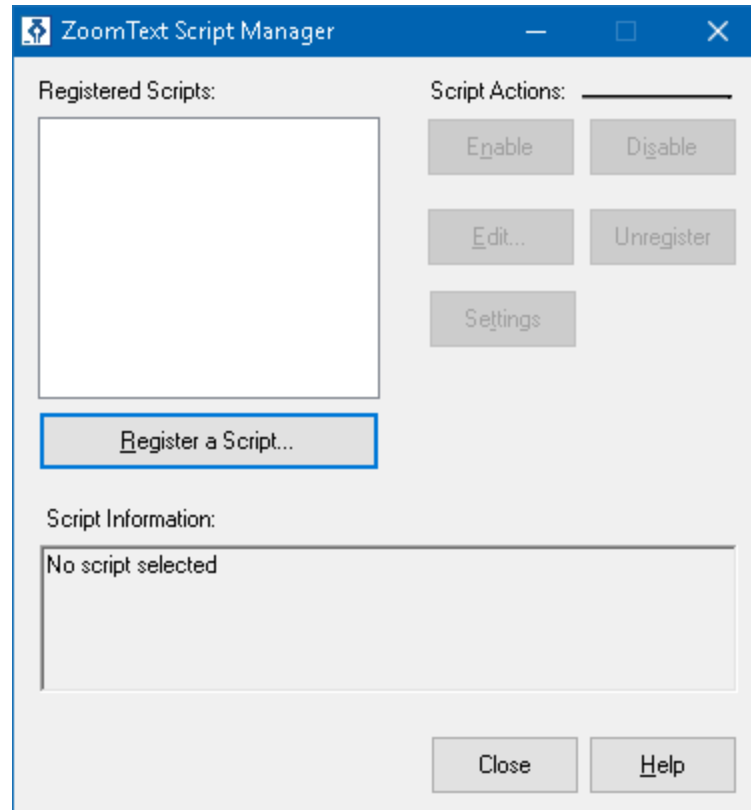 ZoomText Script Manager
Registered Scripts:
Script Actions:
Enable
Disable
Edit...
Unregister
Settings
Register a Script...
Script Information:
No script selected
Close
Help